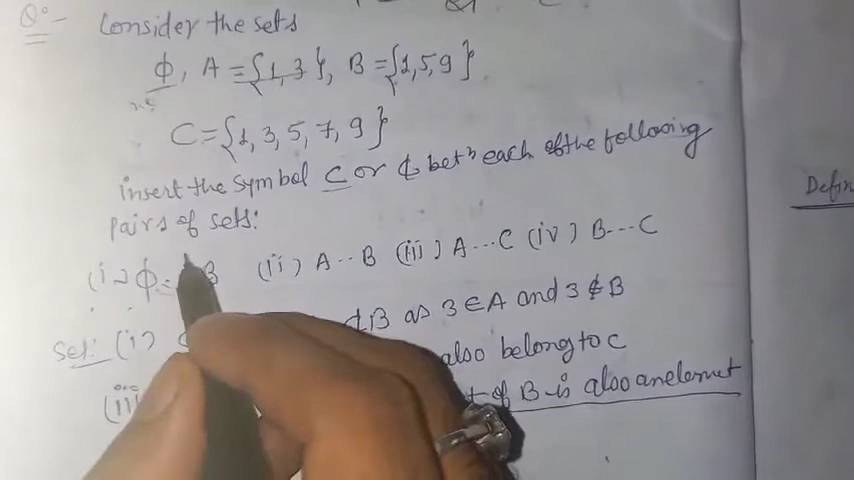 Q:- Consider the sets
ϕ, A = {1, 3}, B = {1, 5, 9}
C = {1, 3, 5, 7, 9}
insert the symbol ⊂ or ⊄ betⁿ each of the following
pairs of sets:
(i) ϕ B (ii) A .. B (iii) A ... C (iv) B --- C
Sol: (i) ⊄ B as 3 ∈ A and 3 ∉ B
also belong to C
(iii of B is also an elemet
Defin